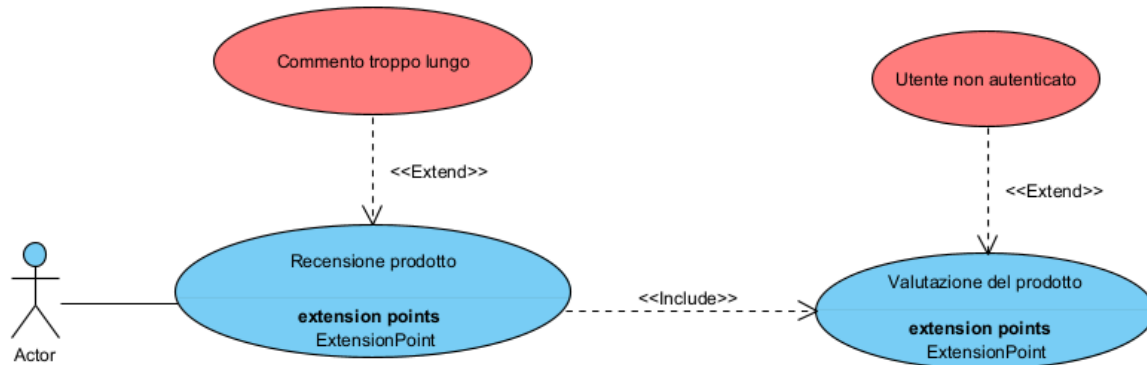 Commento troppo lungo
Utente non autenticato
<<Extend>>
<<Extend>>
Recensione prodotto
extension points
ExtensionPoint
<<Include>>
Valutazione del prodotto
extension points
ExtensionPoint
Actor